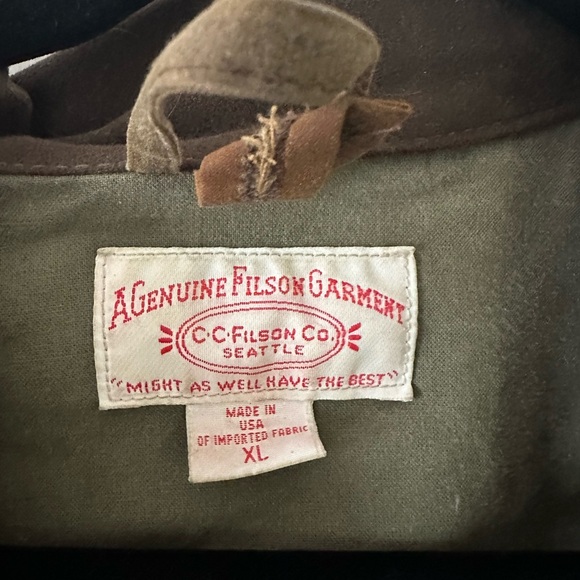 A GENUINE FILSON GARMENT
C·C·FILSON CO.
SEATTLE
"MIGHT AS WELL HAVE THE BEST"
MADE IN
USA
OF IMPORTED FABRIC
XL